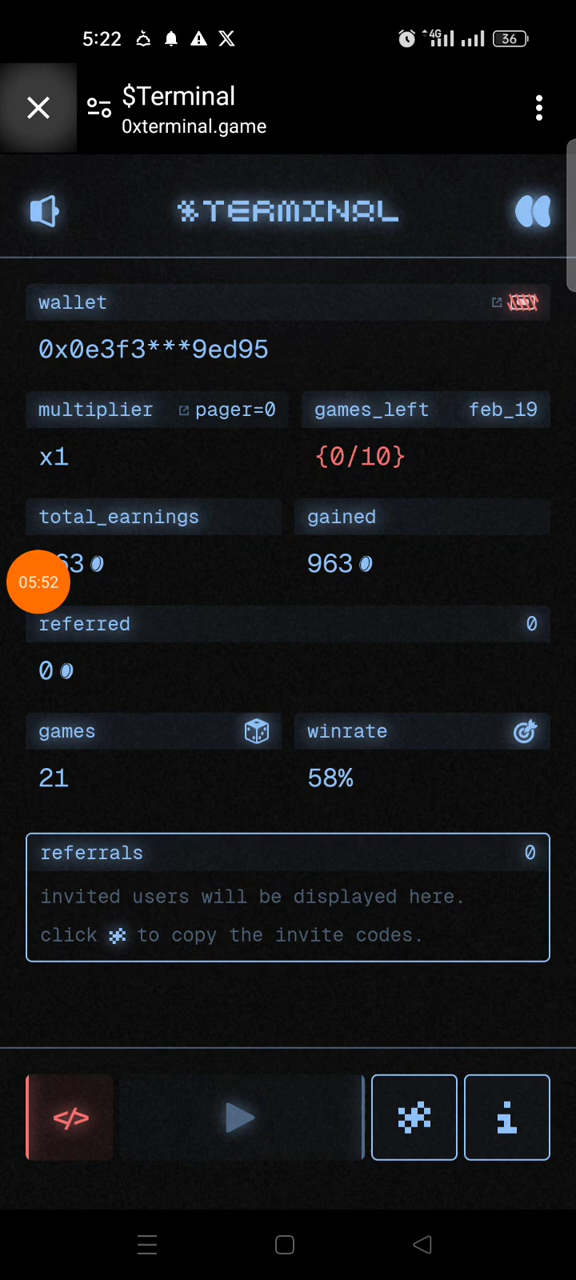 5:22 4G 36
$Terminal
0xterminal.game
TERMINAL
wallet
0x0e3f3***9ed95
multiplier pager=0 games_left feb_19
x1 {0/10}
total_earnings gained
63 963
05:52
referred 0
0
games winrate
21 58%
referrals 0
invited users will be displayed here.
click to copy the invite codes.
</>
i